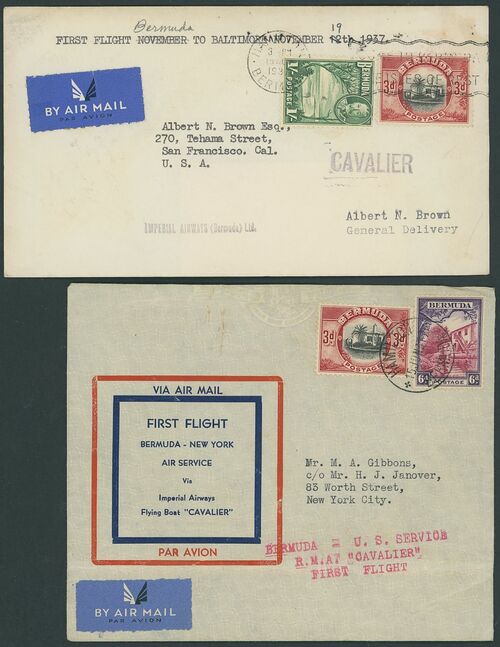 Bermuda
19
FIRST FLIGHT NOVEMBER TO BALTIMORE NOVEMBER 12th 1937
BY AIR MAIL
PAR AVION
BERMUDA
POSTAGE
1/-
1/-
BERMUDA
3d
3d
POSTAGE
Albert N. Brown Esq.,
270, Tehama Street,
San Francisco. Cal.
U. S. A.
CAVALIER
IMPERIAL AIRWAYS (Bermuda) Ltd.
Albert N. Brown
General Delivery
BERMUDA
3d
3d
POSTAGE
BERMUDA
6d
POSTAGE
VIA AIR MAIL
FIRST FLIGHT
BERMUDA - NEW YORK
AIR SERVICE
Via
Imperial Airways
Flying Boat "CAVALIER"
PAR AVION
Mr. M. A. Gibbons,
c/o Mr. H. J. Janover,
83 Worth Street,
New York City.
BERMUDA = U. S. SERVICE
R.M.A7 "CAVALIER"
FIRST FLIGHT
BY AIR MAIL
PAR AVION